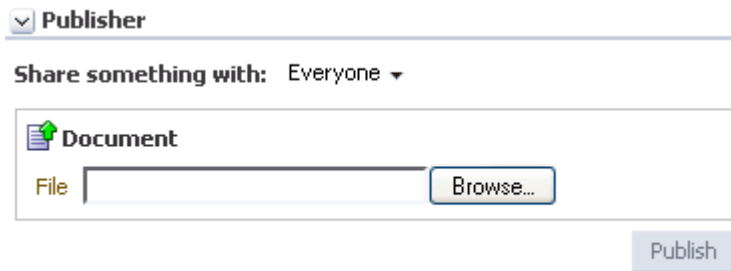 Publisher
Share something with: Everyone
Document
File Browse...
Publish